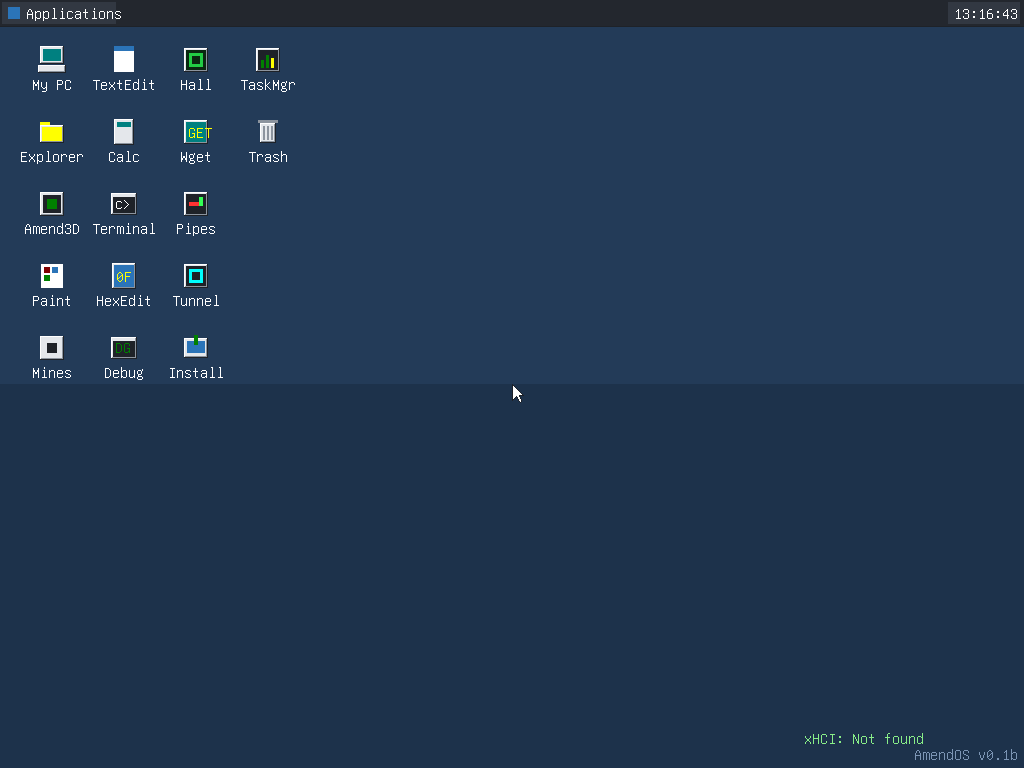 Applications 13:16:43
My PC TextEdit Hall TaskMgr
GET
Explorer Calc Wget Trash
C>
Amend3D Terminal Pipes
0F
Paint HexEdit Tunnel
DG
Mines Debug Install
xHCI: Not found
AmendOS v0.1b